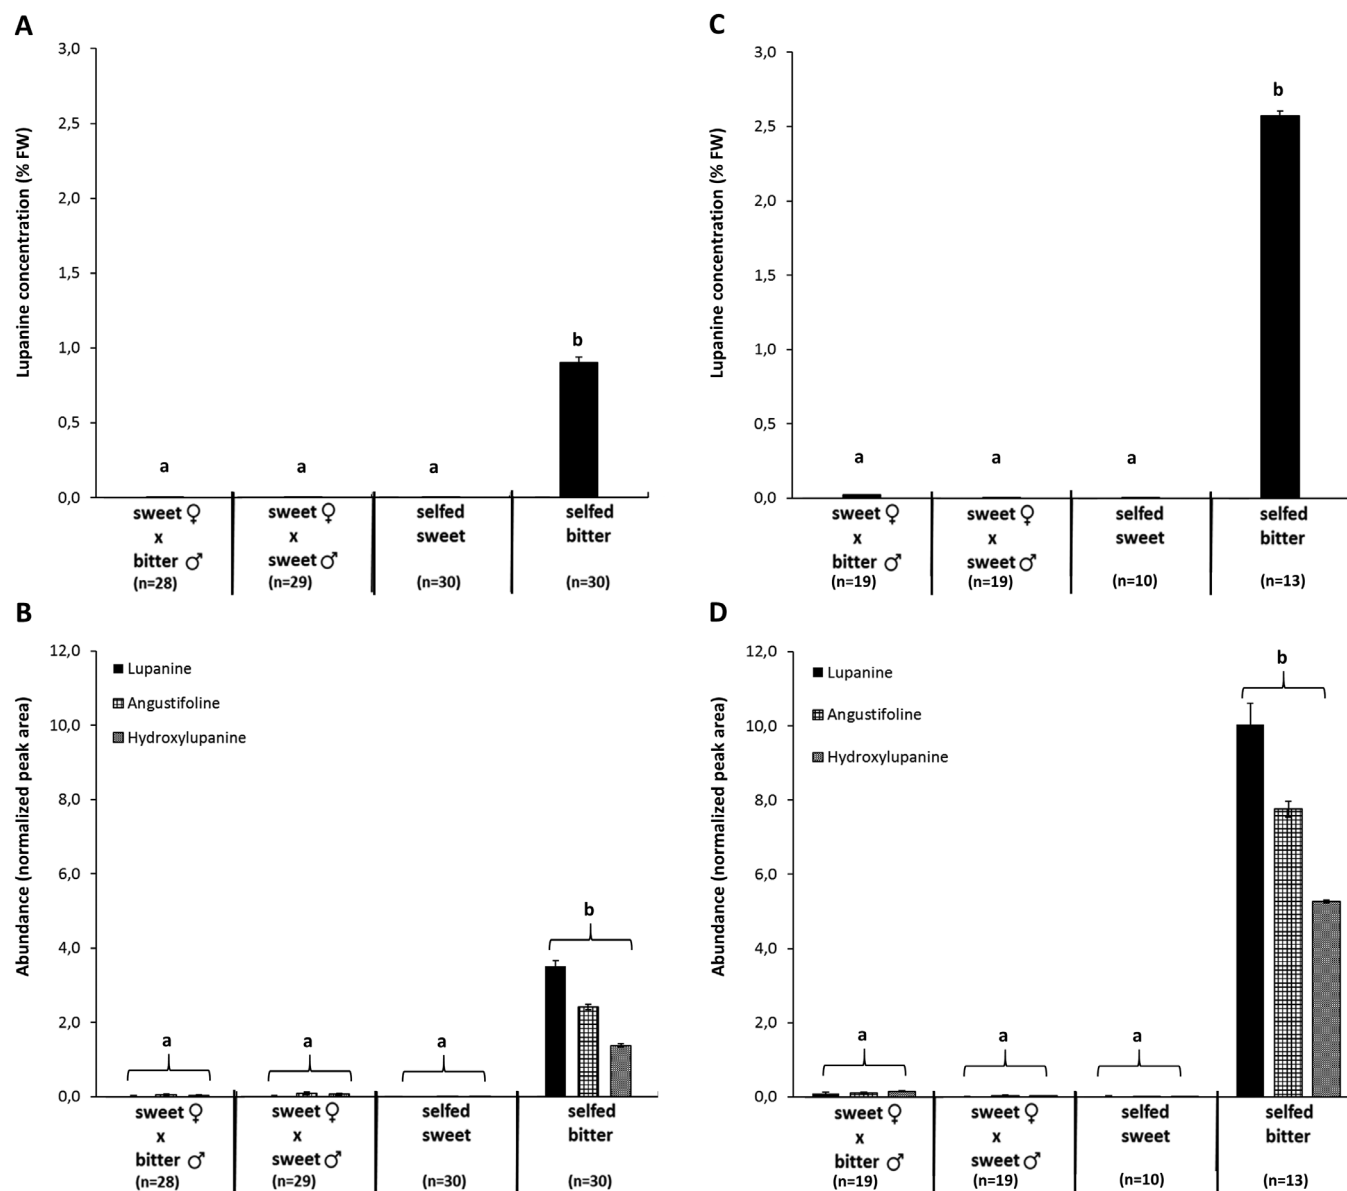 A
3,0
2,5
2,0
1,5
1,0
0,5
0,0
Lupanine concentration (% FW)
a
a
a
b
sweet ♀
x
bitter ♂
(n=28)
sweet ♀
x
sweet ♂
(n=29)
selfed
sweet
(n=30)
selfed
bitter
(n=30)
C
3,0
2,5
2,0
1,5
1,0
0,5
0,0
Lupanine concentration (% FW)
a
a
a
b
sweet ♀
x
bitter ♂
(n=19)
sweet ♀
x
sweet ♂
(n=19)
selfed
sweet
(n=10)
selfed
bitter
(n=13)
B
12,0
10,0
8,0
6,0
4,0
2,0
0,0
Abundance (normalized peak area)
Lupanine
Angustifoline
Hydroxylupanine
a
a
a
b
sweet ♀
x
bitter ♂
(n=28)
sweet ♀
x
sweet ♂
(n=29)
selfed
sweet
(n=30)
selfed
bitter
(n=30)
D
12,0
10,0
8,0
6,0
4,0
2,0
0,0
Abundance (normalized peak area)
Lupanine
Angustifoline
Hydroxylupanine
a
a
a
b
sweet ♀
x
bitter ♂
(n=19)
sweet ♀
x
sweet ♂
(n=19)
selfed
sweet
(n=10)
selfed
bitter
(n=13)